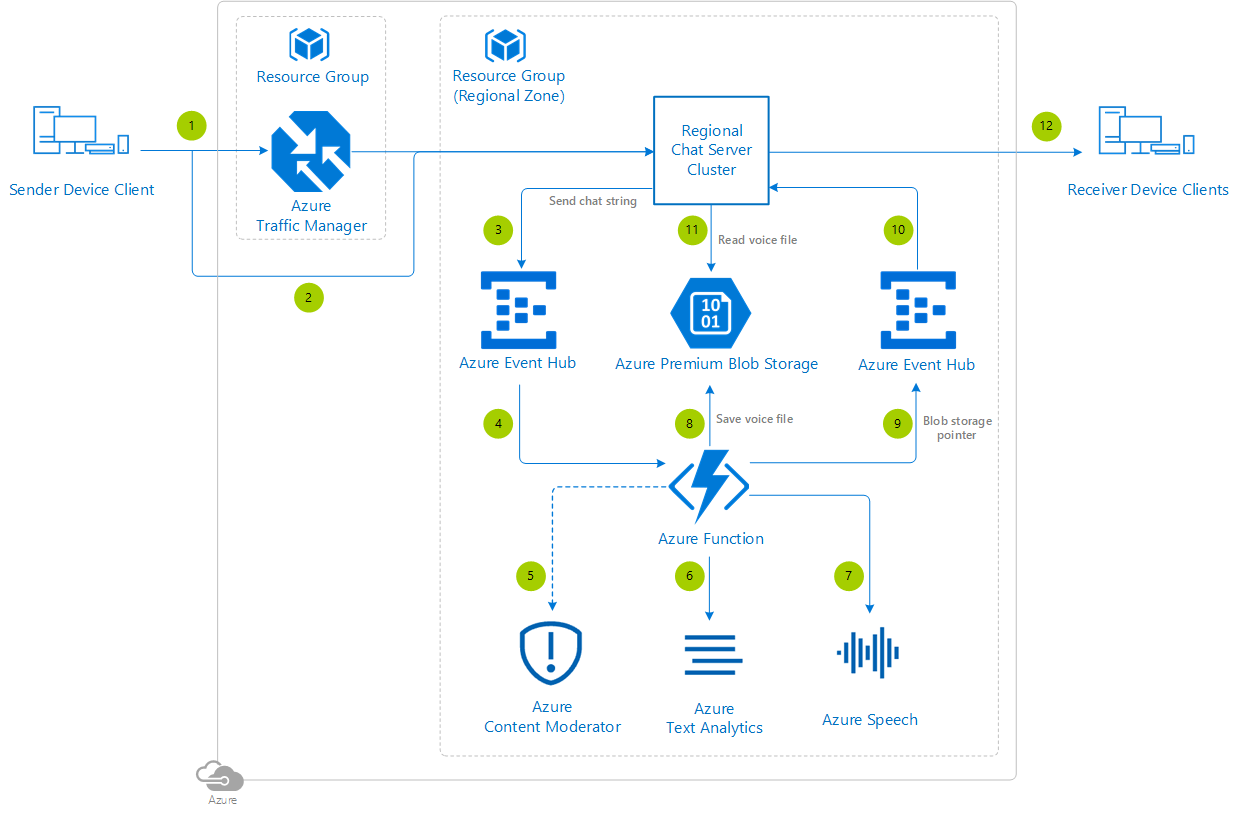 Resource Group
Resource Group
(Regional Zone)
1
12
Regional
Chat Server
Cluster
Sender Device Client
Receiver Device Clients
Azure
Traffic Manager
Send chat string
3
11
Read voice file
10
2
10
01
Azure Event Hub
Azure Premium Blob Storage
Azure Event Hub
4
8
Save voice file
9
Blob storage
pointer
Azure Function
5
6
7
Azure
Content Moderator
Azure
Text Analytics
Azure Speech
Azure